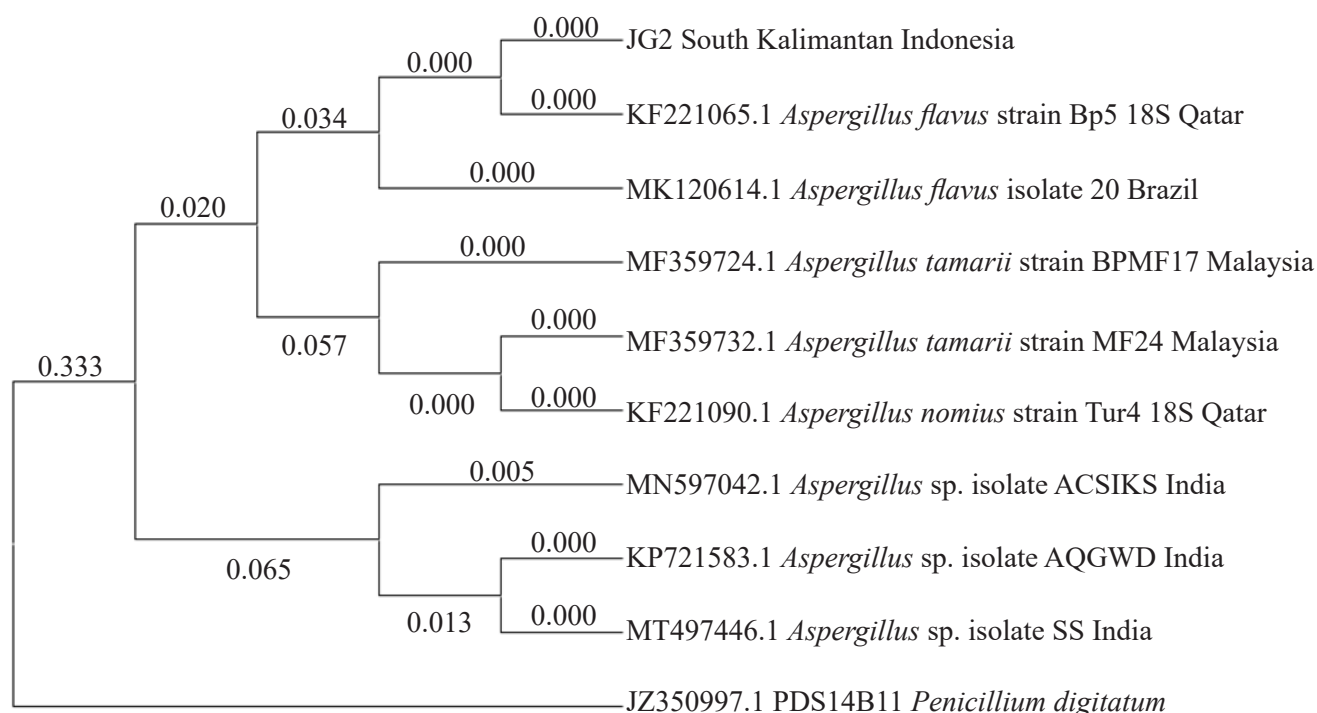 0.000
JG2 South Kalimantan Indonesia
0.000
0.000
KF221065.1 Aspergillus flavus strain Bp5 18S Qatar
0.034
0.000
MK120614.1 Aspergillus flavus isolate 20 Brazil
0.020
0.000
MF359724.1 Aspergillus tamarii strain BPMF17 Malaysia
0.057
0.000
MF359732.1 Aspergillus tamarii strain MF24 Malaysia
0.333
0.000
0.000
KF221090.1 Aspergillus nomius strain Tur4 18S Qatar
0.005
MN597042.1 Aspergillus sp. isolate ACSIKS India
0.065
0.000
KP721583.1 Aspergillus sp. isolate AQGWD India
0.013
0.000
MT497446.1 Aspergillus sp. isolate SS India
JZ350997.1 PDS14B11 Penicillium digitatum